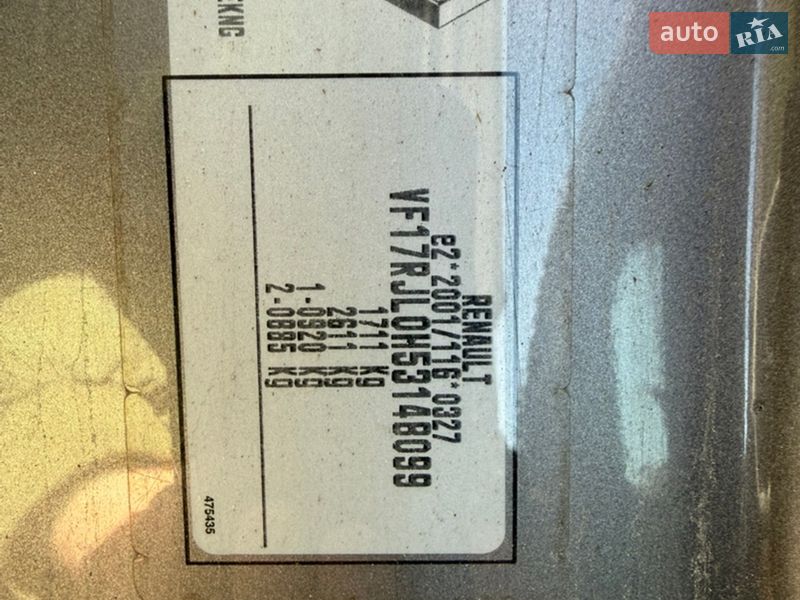 RENAULT
e2*2001/116*0327
VF17RJL0H53148099
1711 kg
2611 kg
1-0920 kg
2-0885 kg
475435
auto
RIA
.com